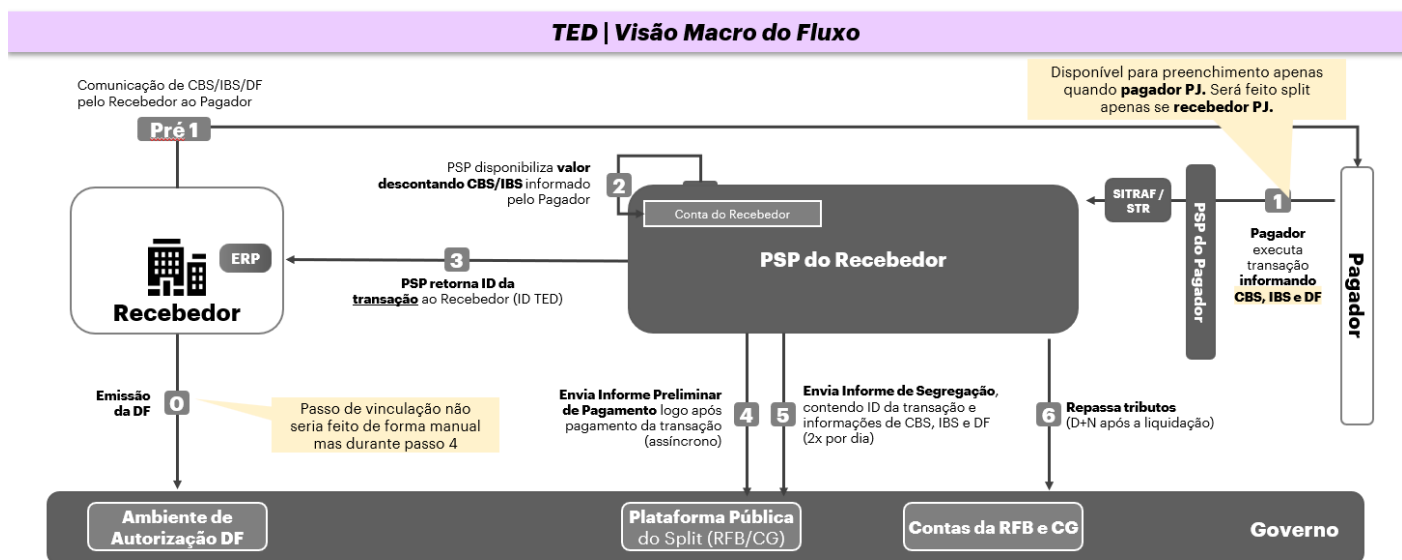 TED | Visão Macro do Fluxo
Comunicação de CBS/IBS/DF
pelo Recebedor ao Pagador
Pré 1
Disponível para preenchimento apenas
quando pagador PJ. Será feito split
apenas se recebedor PJ.
PSP disponibiliza valor
descontando CBS/IBS informado
pelo Pagador
2
Conta do Recebedor
PSP do Recebedor
SITRAF /
STR
PSP do Pagador
1
Pagador
executa
transação
informando
CBS, IBS e DF
Pagador
ERP
Recebedor
3
PSP retorna ID da
transação ao Recebedor (ID TED)
Emissão
da DF
0
Passo de vinculação não
seria feito de forma manual
mas durante passo 4
Envia Informe Preliminar
de Pagamento logo após
pagamento da transação
(assíncrono)
4
5
Envia Informe de Segregação,
contendo ID da transação e
informações de CBS, IBS e DF
(2x por dia)
6
Repassa tributos
(D+N após a liquidação)
Ambiente de
Autorização DF
Plataforma Pública
do Split (RFB/CG)
Contas da RFB e CG
Governo